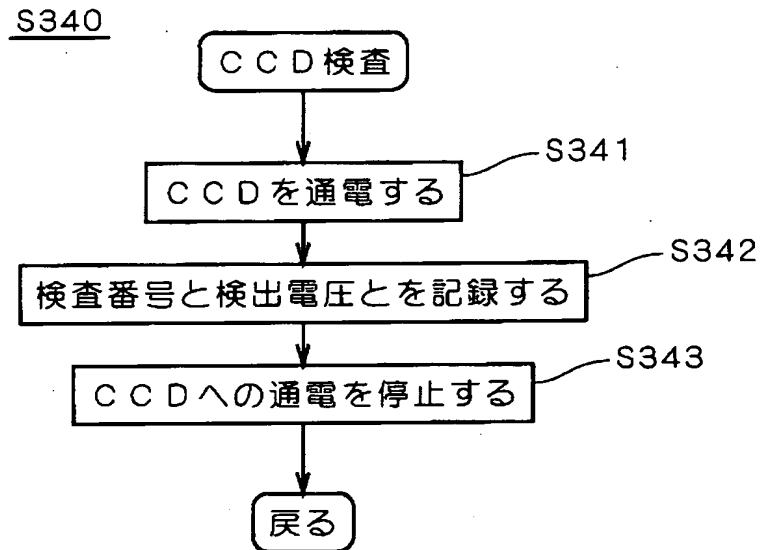 S340
CCD検査
S341
CCDを通電する
S342
検査番号と検出電圧とを記録する
S343
CCDへの通電を停止する
戻る